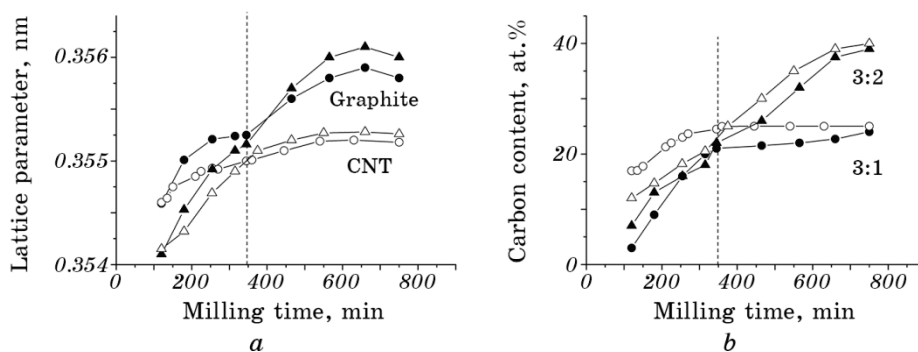 Lattice parameter, nm
0.356
0.355
0.354
Graphite
CNT
0 200 400 600 800
Milling time, min
a
Carbon content, at.%
40
20
0
3:2
3:1
0 200 400 600 800
Milling time, min
b